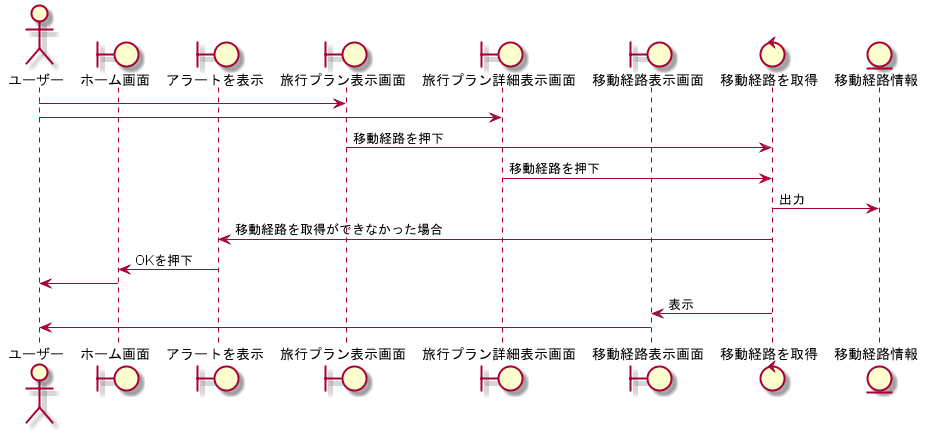 ユーザー ホーム画面 アラートを表示 旅行プラン表示画面 旅行プラン詳細表示画面 移動経路表示画面 移動経路を取得 移動経路情報
移動経路を押下
移動経路を押下
出力
移動経路を取得ができなかった場合
OKを押下
表示
ユーザー ホーム画面 アラートを表示 旅行プラン表示画面 旅行プラン詳細表示画面 移動経路表示画面 移動経路を取得 移動経路情報